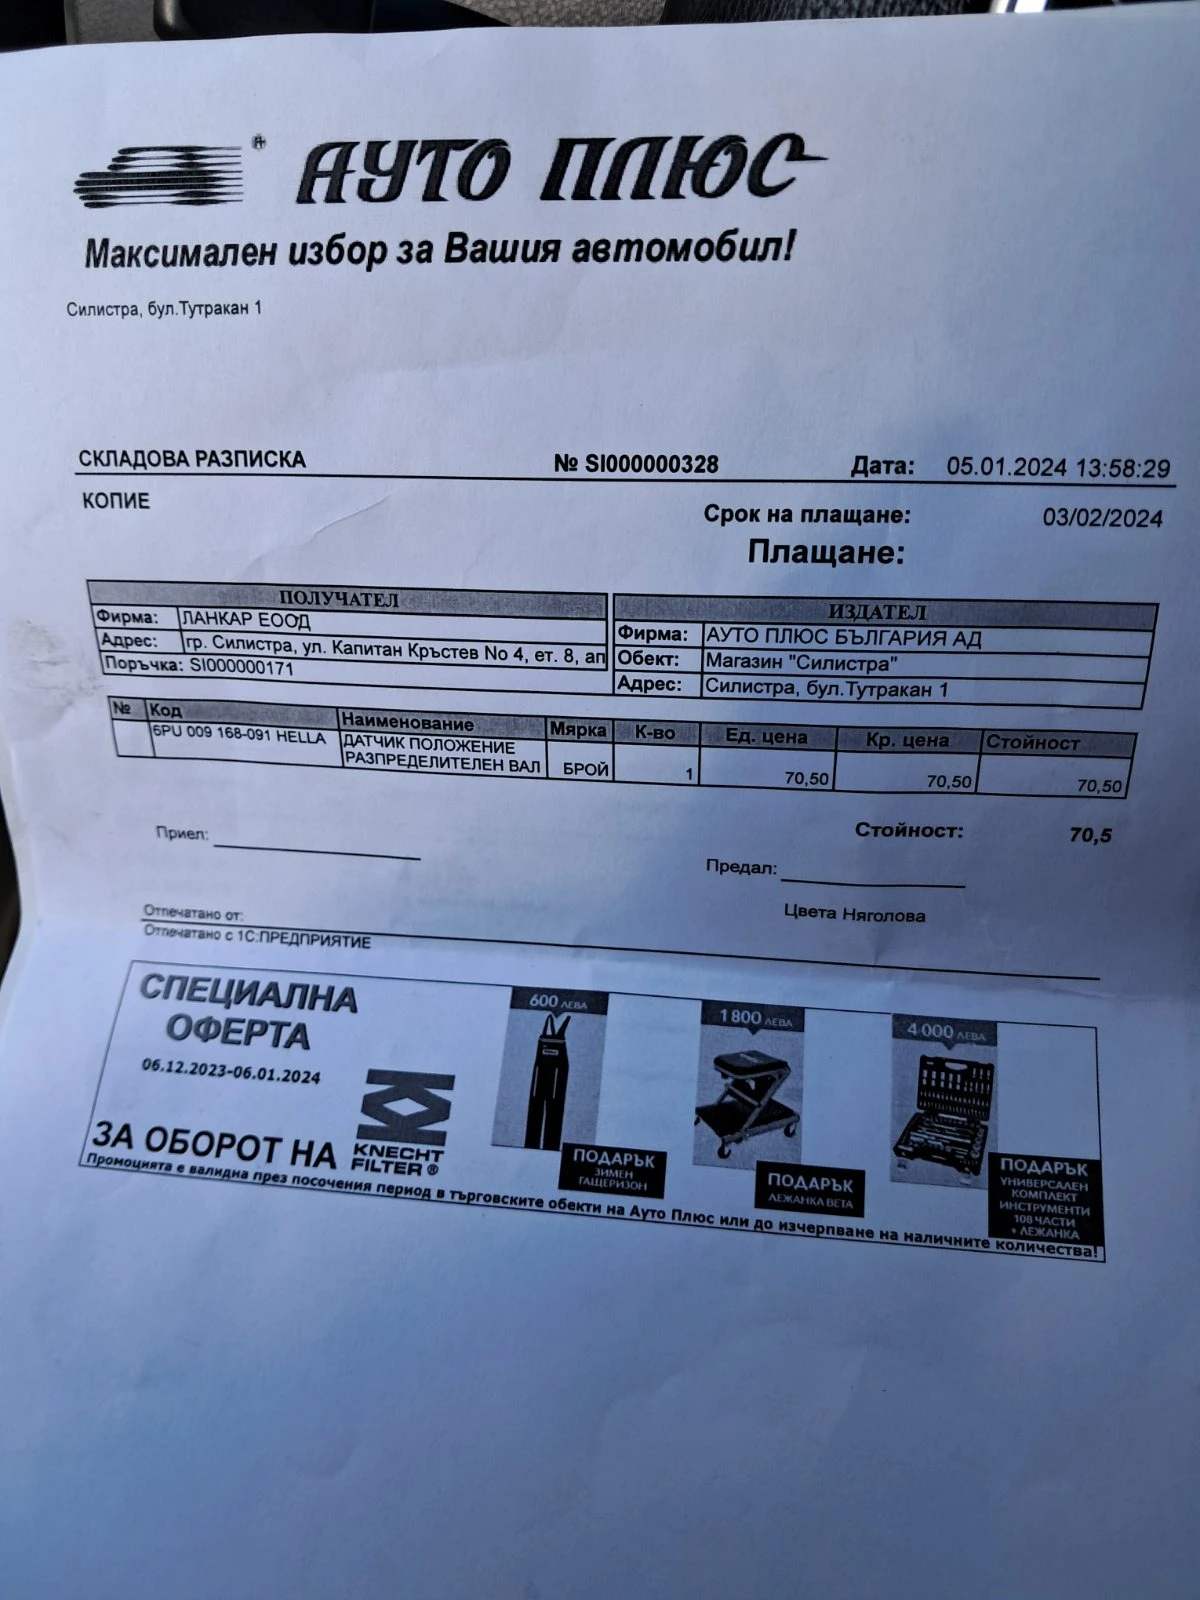 АУТО ПЛЮС
Максимален избор за Вашия автомобил!
Силистра, бул.Тутракан 1
СКЛАДОВА РАЗПИСКА № SI000000328 Дата: 05.01.2024 13:58:29
КОПИЕ
Срок на плащане: 03/02/2024
Плащане:
ПОЛУЧАТЕЛ
Фирма: ЛАНКАР ЕООД
Адрес: гр. Силистра, ул. Капитан Кръстев No 4, ет. 8, ап
Поръчка: SI000000171
ИЗДАТЕЛ
Фирма: АУТО ПЛЮС БЪЛГАРИЯ АД
Обект: Магазин "Силистра"
Адрес: Силистра, бул.Тутракан 1
№ Код Наименование Мярка К-во Ед. цена Кр. цена Стойност
6PU 009 168-091 HELLA ДАТЧИК ПОЛОЖЕНИЕ
РАЗПРЕДЕЛИТЕЛЕН ВАЛ БРОЙ 1 70,50 70,50 70,50
Стойност: 70,5
Приел:
Предал:
Цвета Няголова
Отпечатано от:
Отпечатано с 1С:ПРЕДПРИЯТИЕ
СПЕЦИАЛНА
ОФЕРТА
06.12.2023-06.01.2024
ЗА ОБОРОТ НА
KNECHT
FILTER ®
600 ЛЕВА
ПОДАРЪК
ЗИМЕН
ГАЩЕРИЗОН
1 800 ЛЕВА
ПОДАРЪК
ЛЕЖАНКА BETA
4 000 ЛЕВА
ПОДАРЪК
УНИВЕРСАЛЕН
КОМПЛЕКТ
ИНСТРУМЕНТИ
108 ЧАСТИ
+ ЛЕЖАНКА
Промоцията е валидна през посочения период в търговските обекти на Ауто Плюс или до изчерпване на наличните количества!